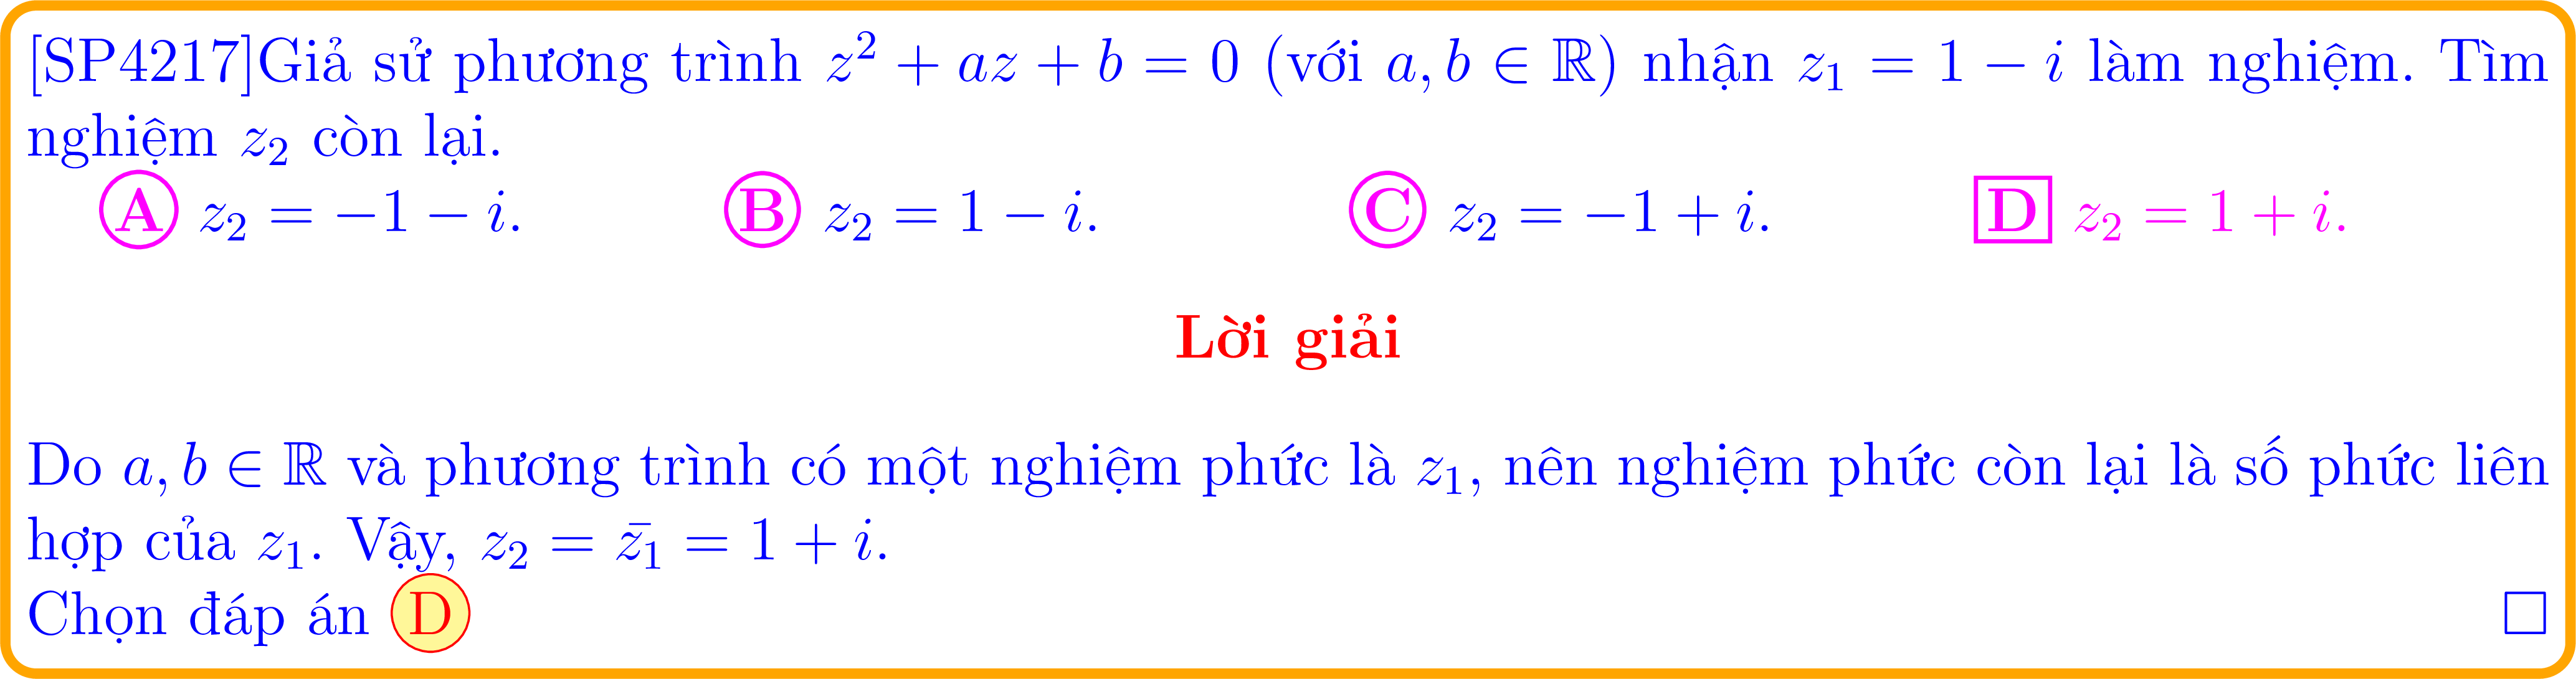 [SP4217]Giả sử phương trình $z^2 + az + b = 0$ (với $a, b \in \mathbb{R}$) nhận $z_1 = 1 - i$ làm nghiệm. Tìm
nghiệm $z_2$ còn lại.
A $z_2 = -1 - i$. B $z_2 = 1 - i$. C $z_2 = -1 + i$. D $z_2 = 1 + i$.
Lời giải
Do $a, b \in \mathbb{R}$ và phương trình có một nghiệm phức là $z_1$, nên nghiệm phức còn lại là số phức liên
hợp của $z_1$. Vậy, $z_2 = \bar{z_1} = 1 + i$.
Chọn đáp án D □